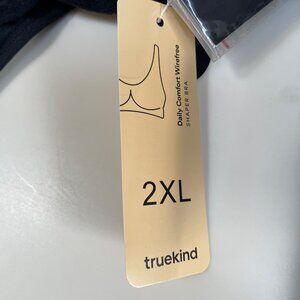 Daily Comfort Wirefree
SHAPER BRA
2XL
truekind